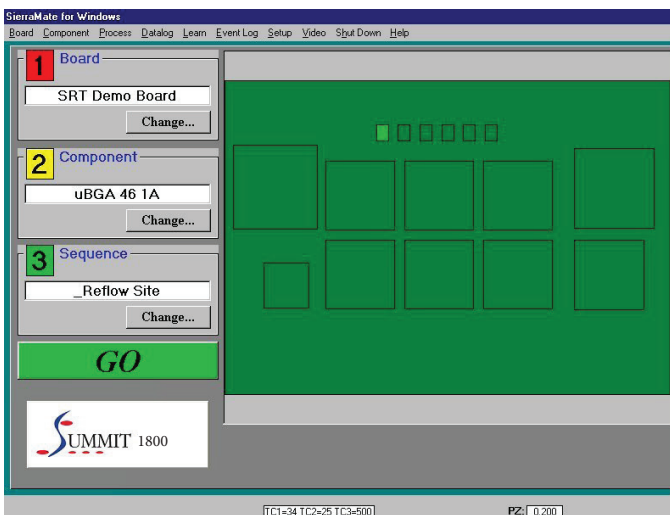 SierraMate for Windows
Board Component Process Datalog Learn Event Log Setup Video Shut Down Help
1 Board
SRT Demo Board
Change...
2 Component
uBGA 46 1A
Change...
3 Sequence
_Reflow Site
Change...
GO
SUMMIT 1800
TC1=34 TC2=25 TC3=500 PZ: 0.200